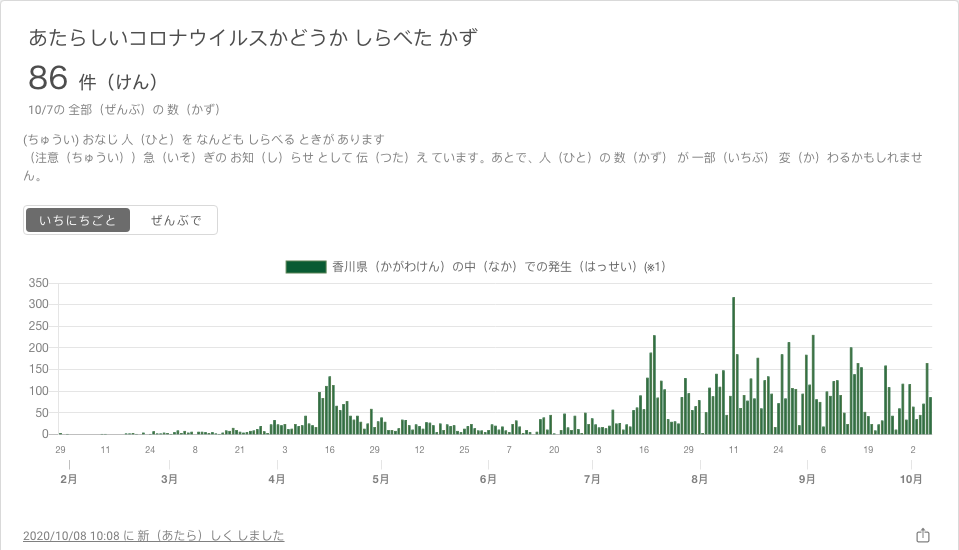 あたらしいコロナウイルスかどうか しらべた かず
86 件（けん）
10/7の 全部（ぜんぶ）の 数（かず）
(ちゅうい) おなじ 人（ひと）を なんども しらべる ときが あります
（注意（ちゅうい））急（いそ）ぎの お知（し）らせ として 伝（つた）え ています。あとで、人（ひと）の 数（かず） が 一部（いちぶ） 変（か）わるかもしれませ
ん。
いちにちごと ぜんぶで
香川県（かがわけん）の中（なか）での発生（はっせい）(※1)
350
300
250
200
150
100
50
0
29 11 24 8 21 3 16 29 12 25 7 20 3 16 29 11 24 6 19 2
2月 3月 4月 5月 6月 7月 8月 9月 10月
2020/10/08 10:08 に 新（あたら）しく しました